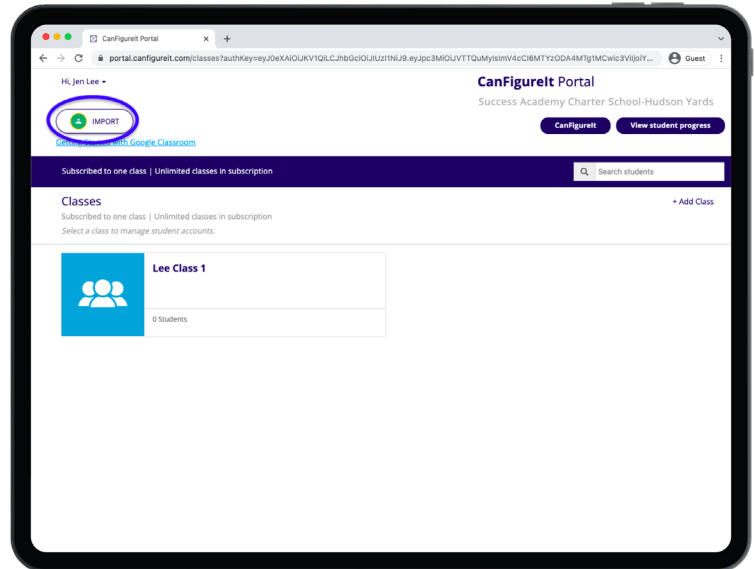 CanFigureIt Portal
portal.canfigureit.com/classes?authKey=eyJ0eXAiOiJKV1QiLCJhbGciOiJIUzI1NiJ9.eyJpc3MiOiJVTTQuMyIsImV4cCI6MTYzODA4MTg1MCwic3ViIjoiY...
Guest
Hi, Jen Lee
CanFigureIt Portal
Success Academy Charter School-Hudson Yards
IMPORT
CanFigureIt
View student progress
Getting Started with Google Classroom
Subscribed to one class | Unlimited classes in subscription
Search students
Classes
+ Add Class
Subscribed to one class | Unlimited classes in subscription
Select a class to manage student accounts.
Lee Class 1
0 Students